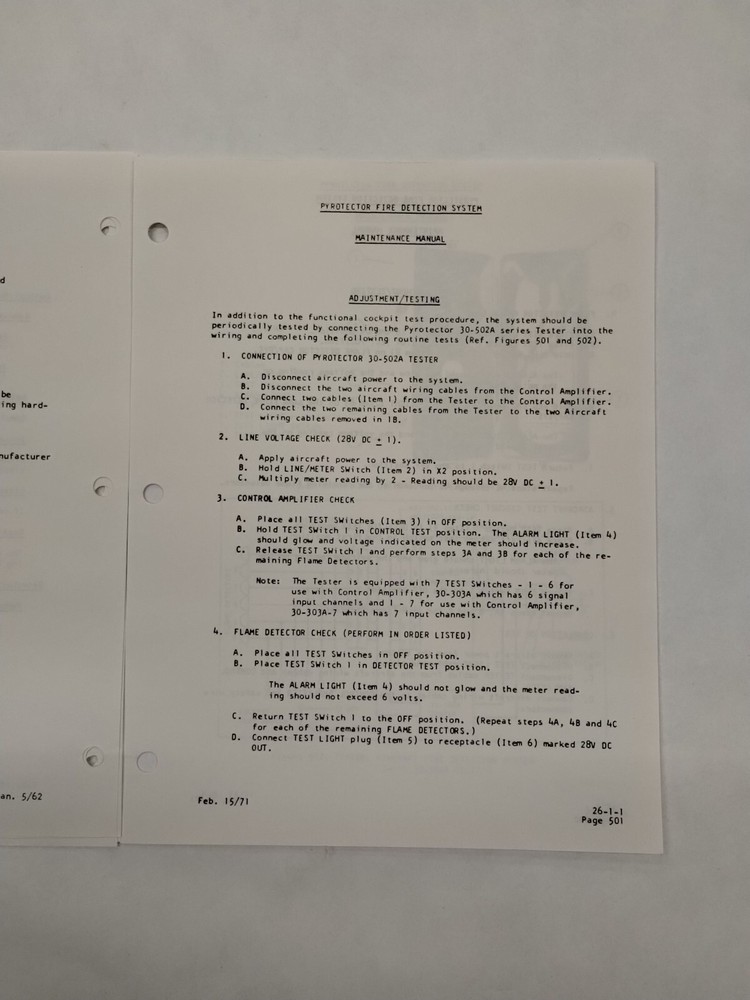 d
be
ing hard-
nufacturer
an. 5/62
PYROTECTOR FIRE DETECTION SYSTEM
MAINTENANCE MANUAL
ADJUSTMENT/TESTING
In addition to the functional cockpit test procedure, the system should be
periodically tested by connecting the Pyrotector 30-502A series Tester into the
wiring and completing the following routine tests (Ref. Figures 501 and 502).
1. CONNECTION OF PYROTECTOR 30-502A TESTER
A. Disconnect aircraft power to the system.
B. Disconnect the two aircraft wiring cables from the Control Amplifier.
C. Connect two cables (Item 1) from the Tester to the Control Amplifier.
D. Connect the two remaining cables from the Tester to the two Aircraft
wiring cables removed in 1B.
2. LINE VOLTAGE CHECK (28V DC ± 1).
A. Apply aircraft power to the system.
B. Hold LINE/METER SWitch (Item 2) in X2 position.
C. Multiply meter reading by 2 - Reading should be 28V DC ± 1.
3. CONTROL AMPLIFIER CHECK
A. Place all TEST SWitches (Item 3) in OFF position.
B. Hold TEST SWitch 1 in CONTROL TEST position. The ALARM LIGHT (Item 4)
should glow and voltage indicated on the meter should increase.
C. Release TEST SWitch 1 and perform steps 3A and 3B for each of the re-
maining Flame Detectors.
Note: The Tester is equipped with 7 TEST SWitches - 1 - 6 for
use with Control Amplifier, 30-303A which has 6 signal
input channels and 1 - 7 for use with Control Amplifier,
30-303A-7 which has 7 input channels.
4. FLAME DETECTOR CHECK (PERFORM IN ORDER LISTED)
A. Place all TEST SWitches in OFF position.
B. Place TEST SWitch 1 in DETECTOR TEST position.
The ALARM LIGHT (Item 4) should not glow and the meter read-
ing should not exceed 6 volts.
C. Return TEST SWitch 1 to the OFF position. (Repeat steps 4A, 4B and 4C
for each of the remaining FLAME DETECTORS.)
D. Connect TEST LIGHT plug (Item 5) to receptacle (Item 6) marked 28V DC
OUT.
Feb. 15/71
26-1-1
Page 501